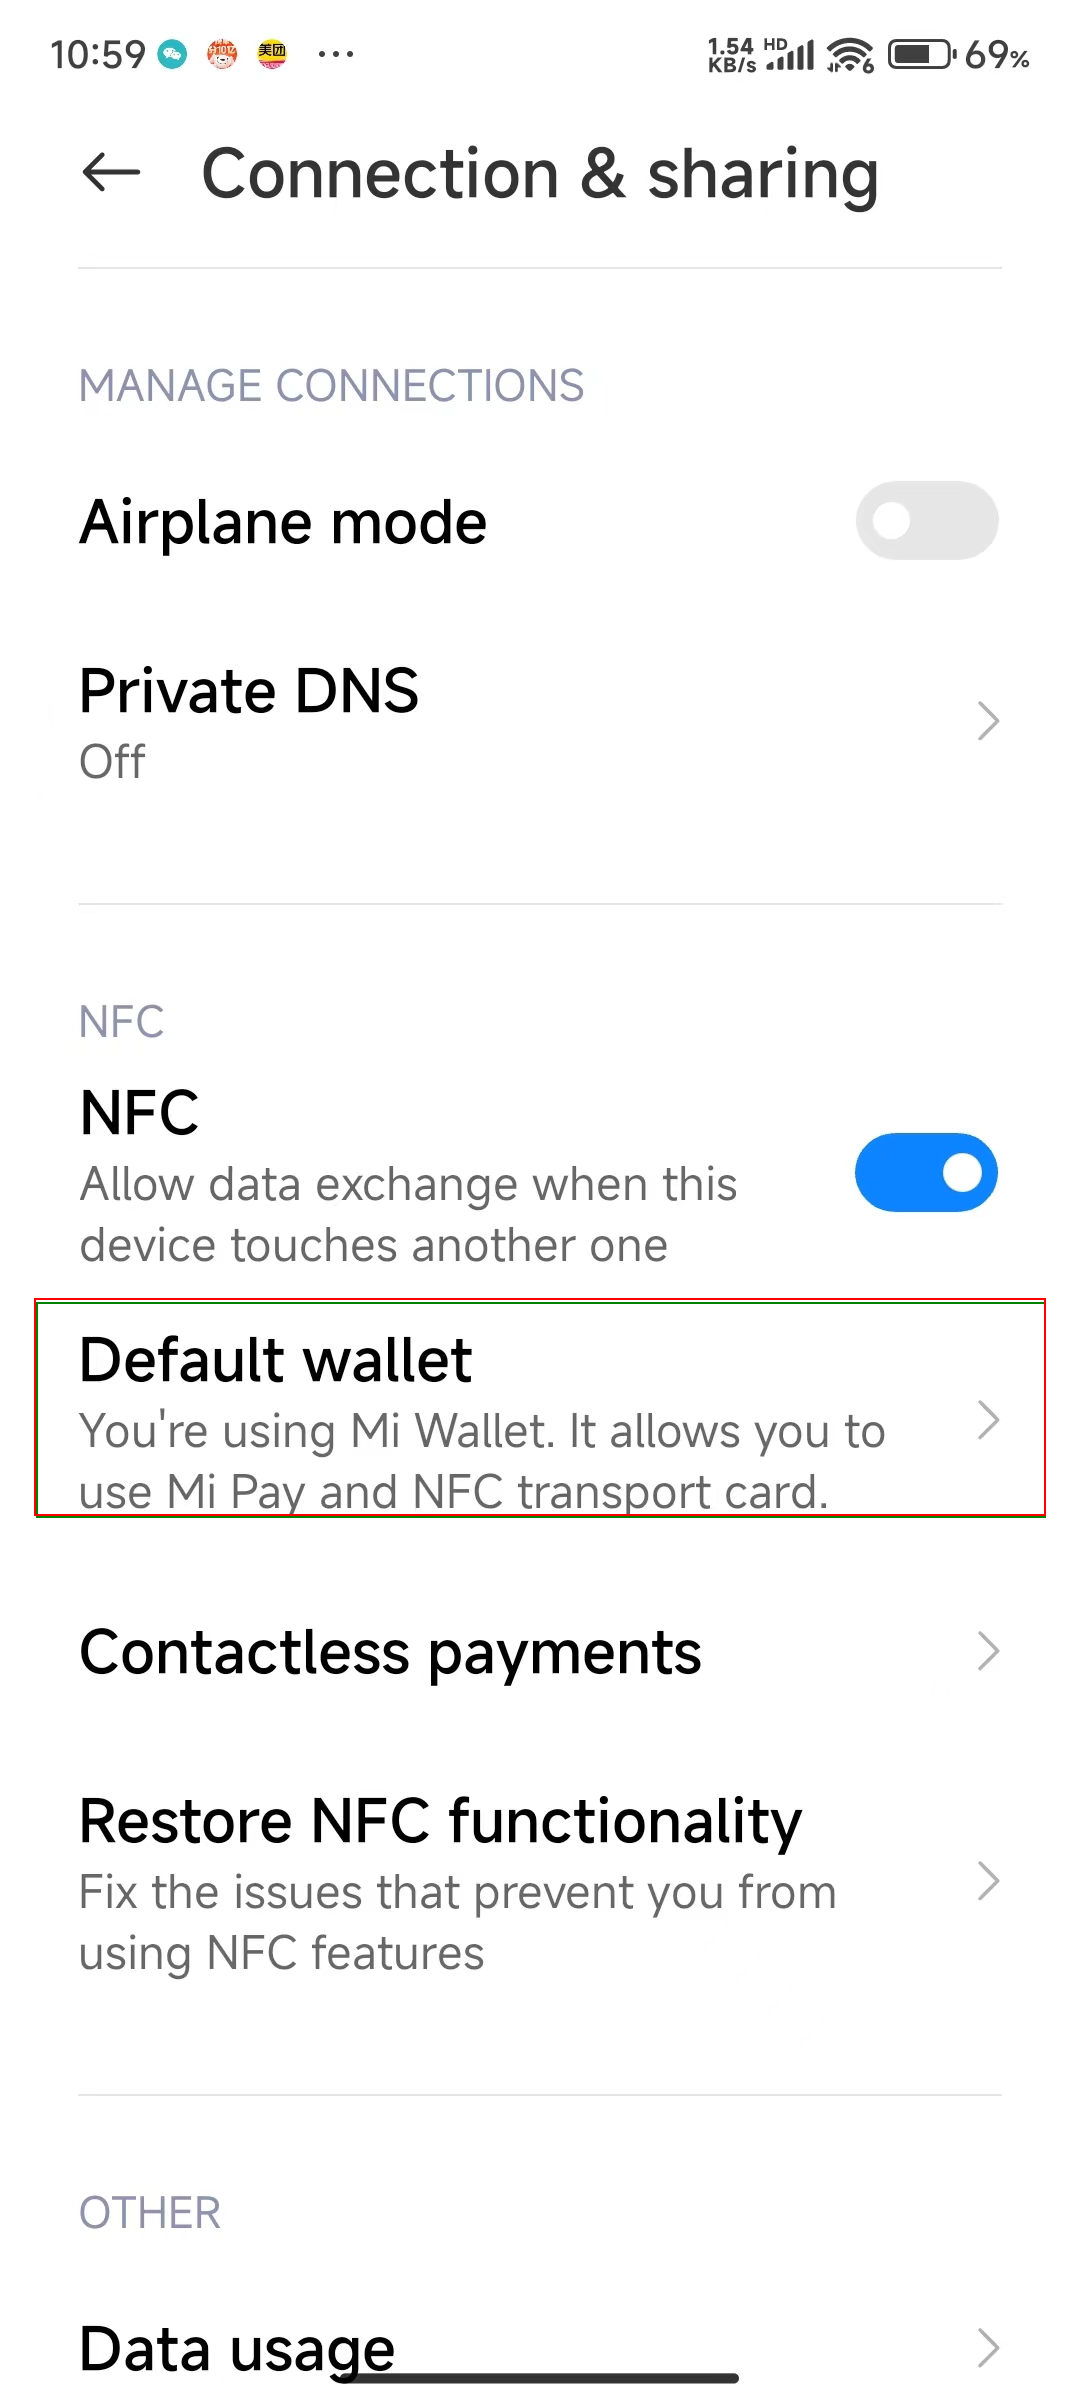 10:59 美团 ... 1.54 KB/s HD 6 69%
Connection & sharing
MANAGE CONNECTIONS
Airplane mode
Private DNS
Off
NFC
NFC
Allow data exchange when this
device touches another one
Default wallet
You're using Mi Wallet. It allows you to
use Mi Pay and NFC transport card.
Contactless payments
Restore NFC functionality
Fix the issues that prevent you from
using NFC features
OTHER
Data usage